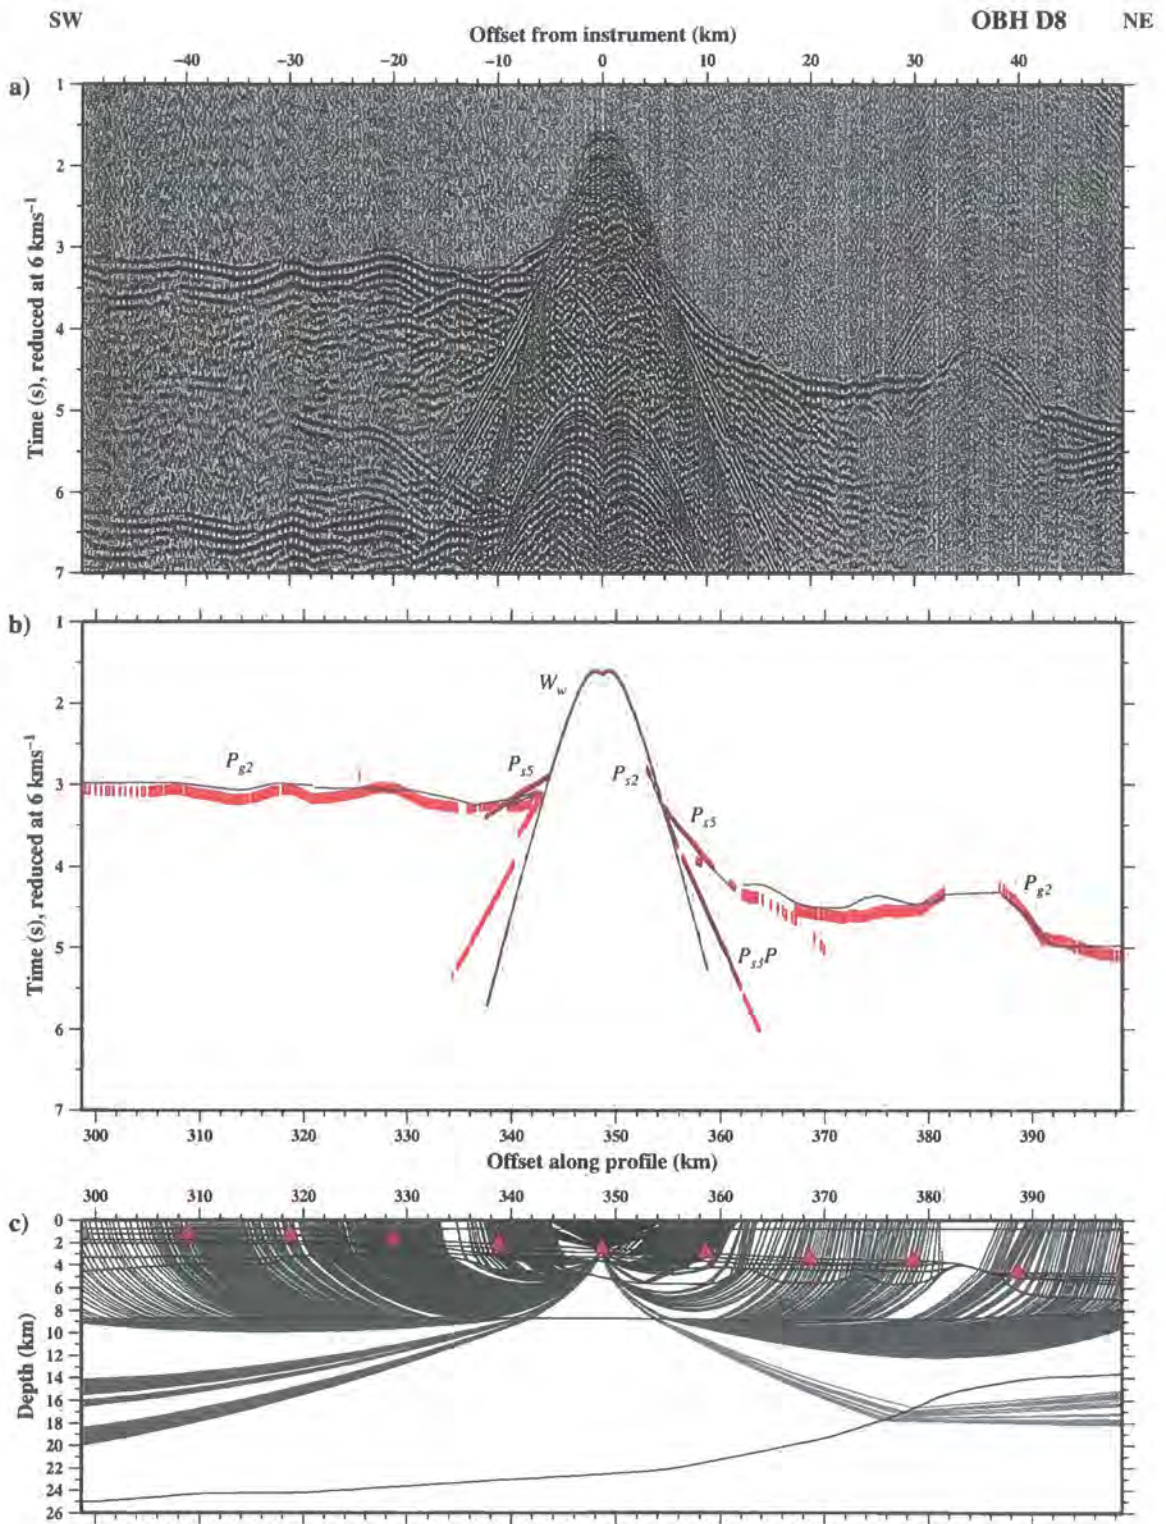 SW OBH D8 NE
Offset from instrument (km)
−40 −30 −20 −10 0 10 20 30 40
a)
1
2
3
4
5
6
7
Time (s), reduced at 6 kms⁻¹
b)
1
2
3
4
5
6
7
Time (s), reduced at 6 kms⁻¹
W_w
P_g2
P_s5
P_s2
P_s5
P_g2
P_s3P
300 310 320 330 340 350 360 370 380 390
Offset along profile (km)
300 310 320 330 340 350 360 370 380 390
c)
0
2
4
6
8
10
12
14
16
18
20
22
24
26
Depth (km)